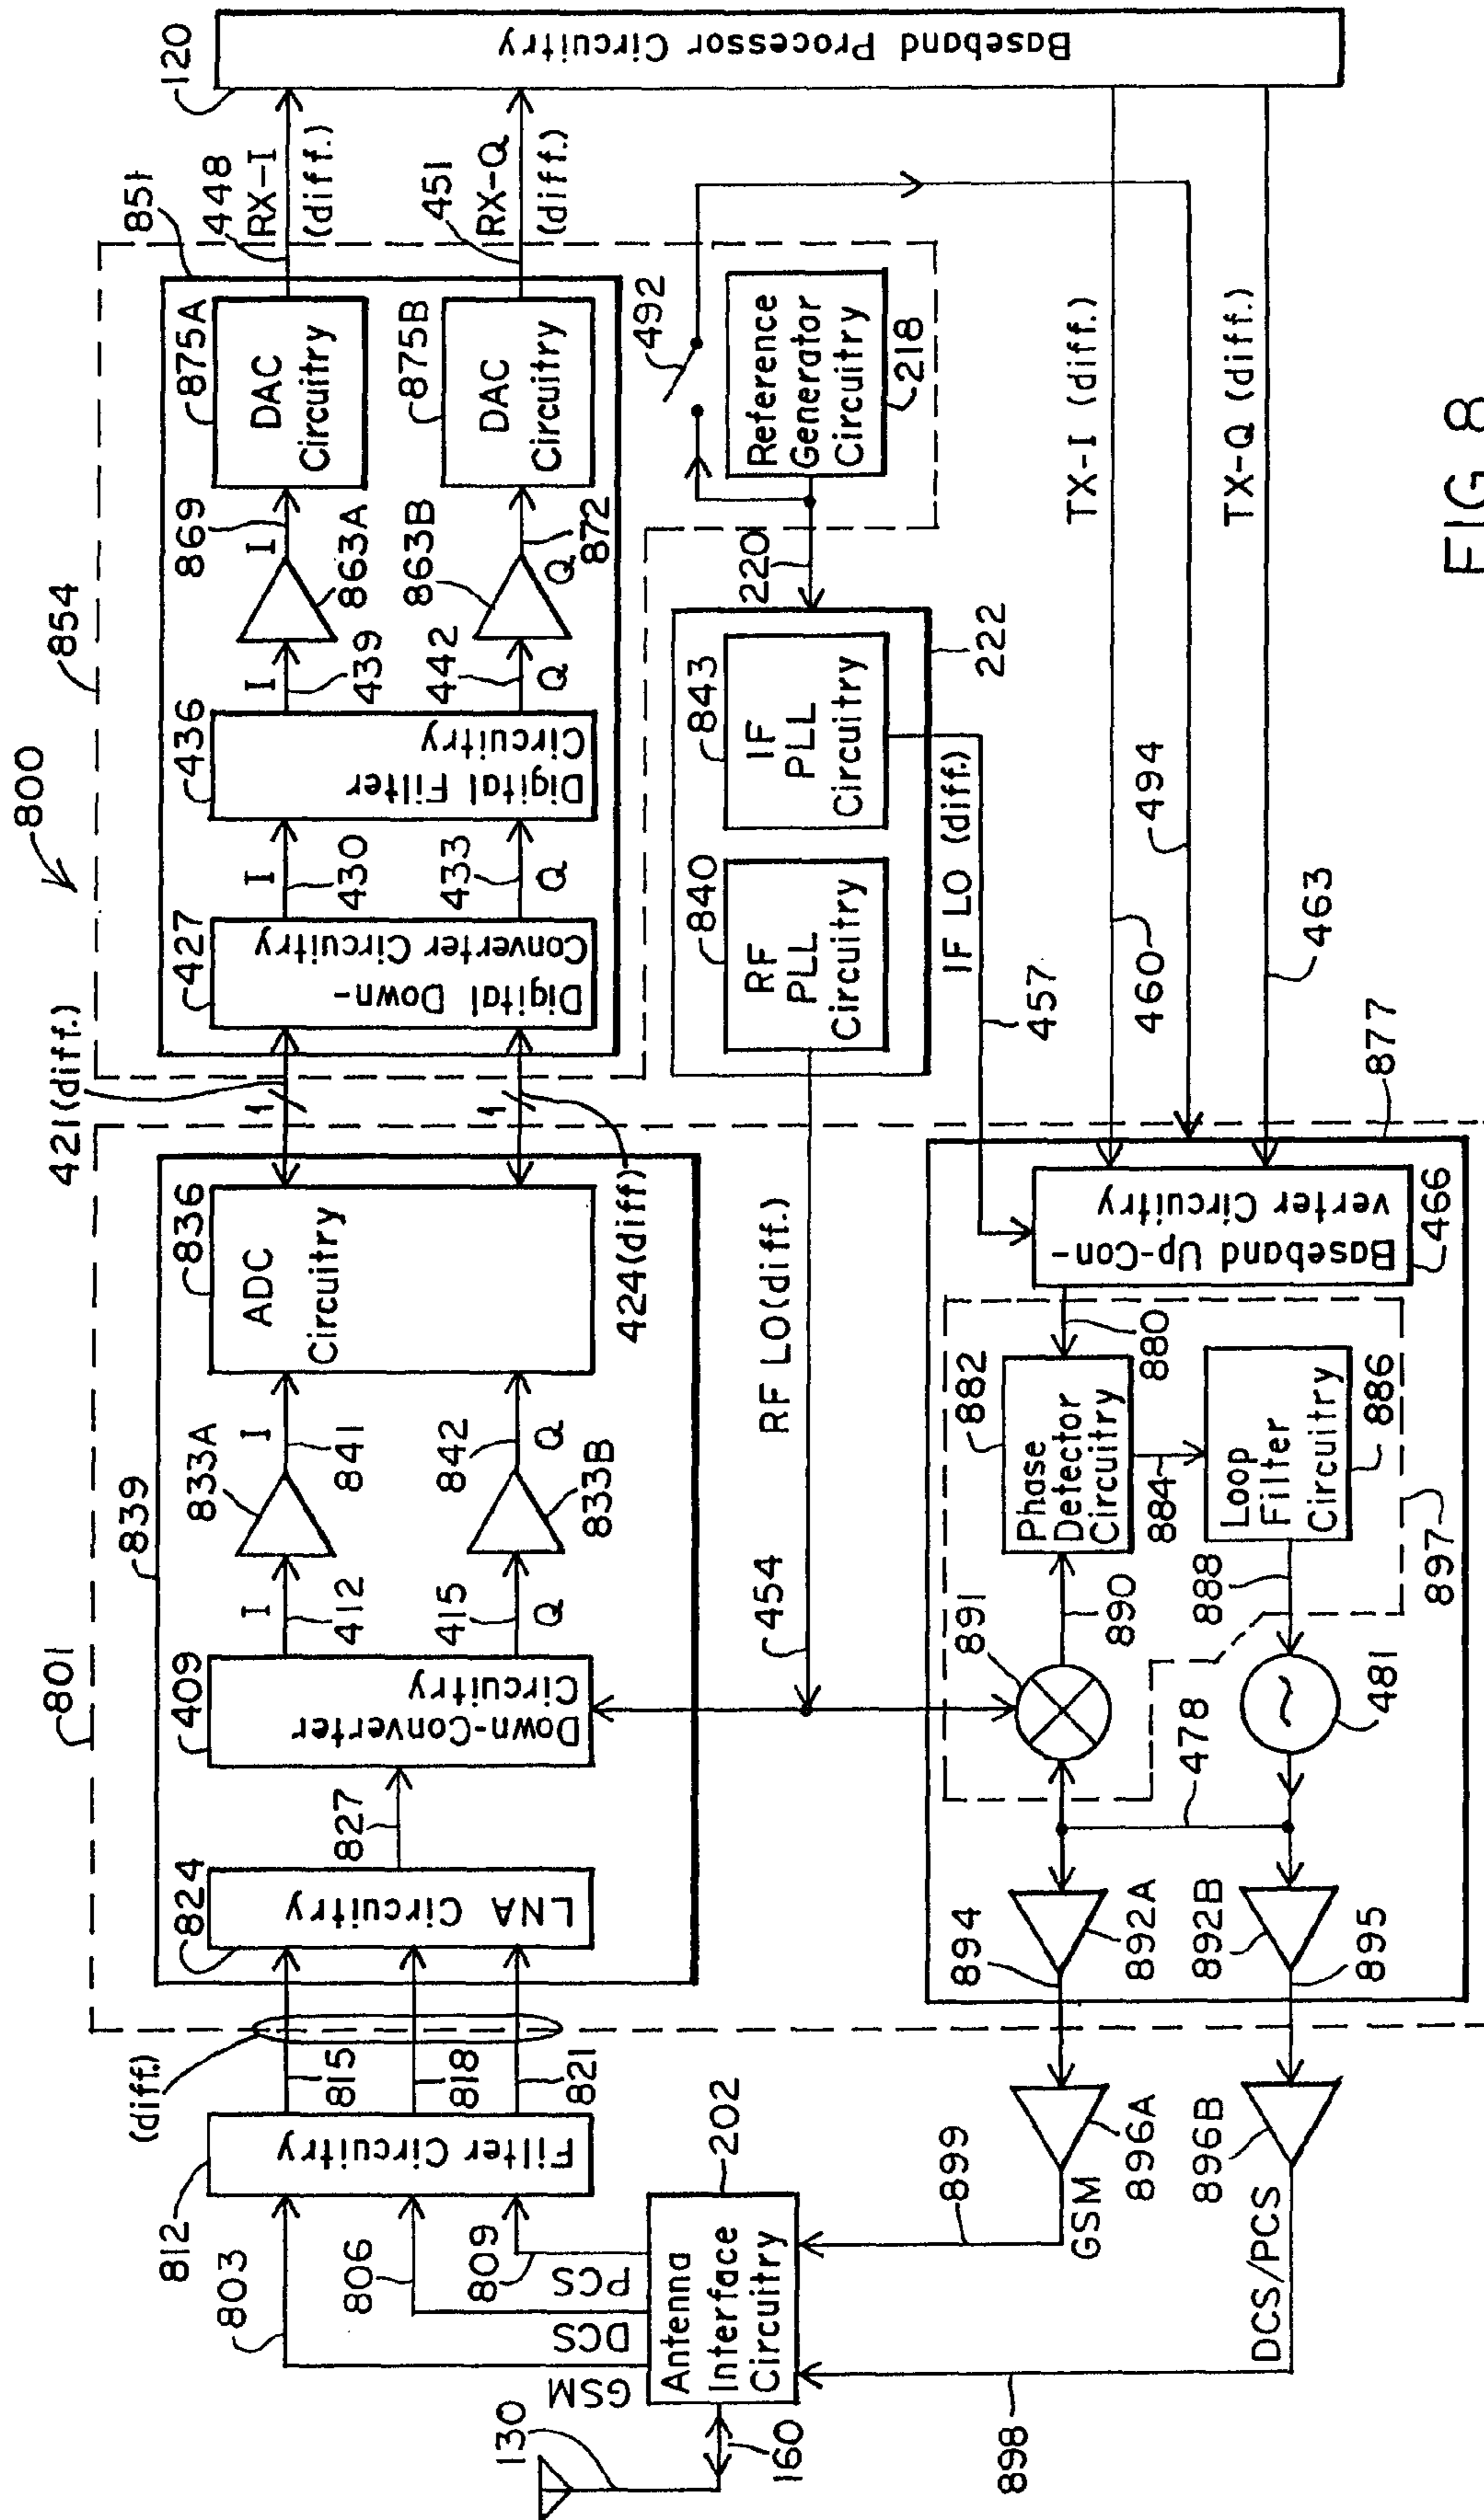 800
854
851
801
839
421(diff.)
120
Baseband Processor Circuitry
448
RX-I
(diff.)
451
RX-Q
(diff.)
875A
DAC
Circuitry
875B
DAC
Circuitry
869
I
863A
863B
Q
872
I
439
442
Q
436
Digital Filter
Circuitry
I
430
433
Q
427
Digital Down-
Converter Circuitry
1
1
424(diff)
836
ADC
Circuitry
833A
I
841
842
Q
833B
I
412
415
Q
409
Down-Converter
Circuitry
827
824
LNA Circuitry
(diff.)
815
818
821
812
Filter Circuitry
803
806
809
GSM
DCS
PCS
202
Antenna
Interface
Circuitry
130
160
492
Reference
Generator
Circuitry
218
220
222
843
IF
PLL
Circuitry
840
RF
PLL
Circuitry
IF LO (diff.)
457
RF LO(diff.)
454
TX-I (diff.)
460
494
TX-Q (diff.)
463
877
Baseband Up-Con-
verter Circuitry
466
880
882
Phase
Detector
Circuitry
884
Loop
Filter
Circuitry
886
888
897
890
891
481
478
892A
892B
894
895
896A
896B
899
GSM
DCS/PCS
898
FIG. 8